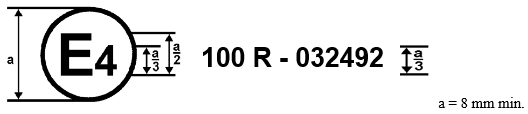 a E4 a/3 a/2 100 R - 032492 a/3
a = 8 mm min.